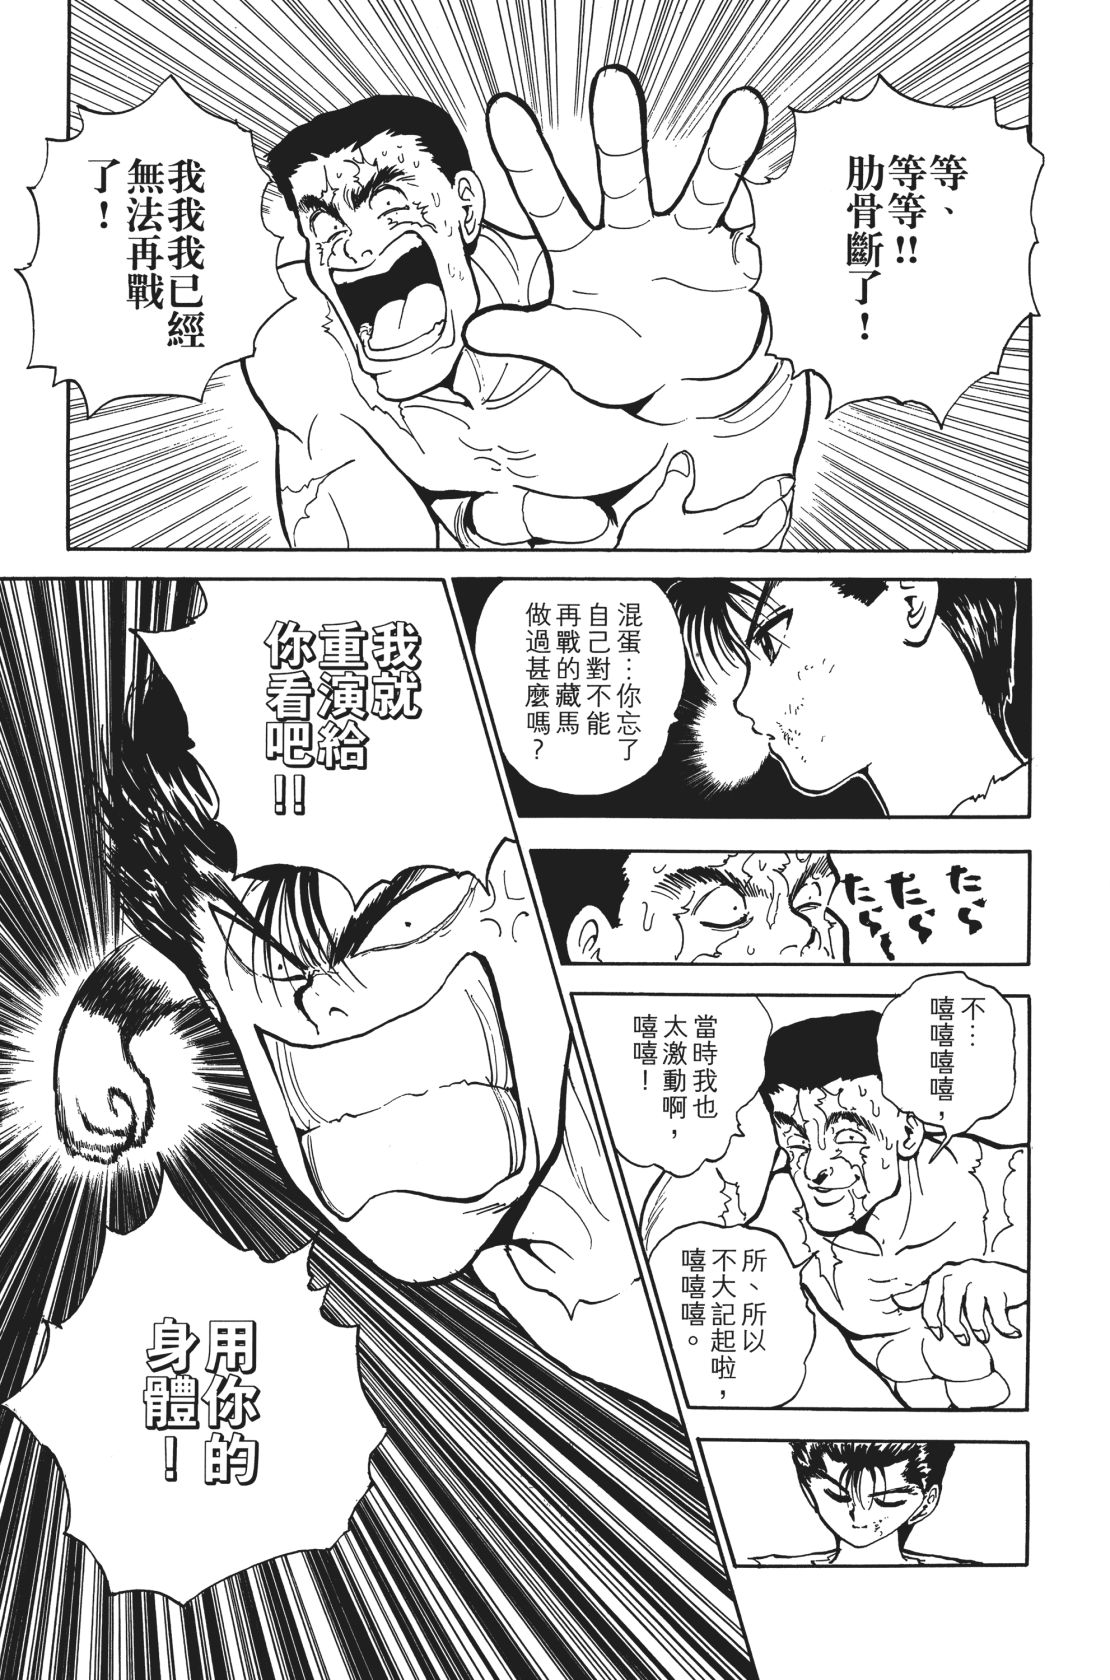 等、
等等!!
肋骨斷了！
我我我已經
無法再戰
了！
混蛋…你忘了
自己對不能
再戰的藏馬
做過甚麼嗎？
たら
たら
たら
不…
嘻嘻嘻嘻，
當時我也
太激動啊，
嘻嘻！
所、所以
不大記起啦，
嘻嘻嘻。
我就
重演給
你看吧!!
用你的
身體！